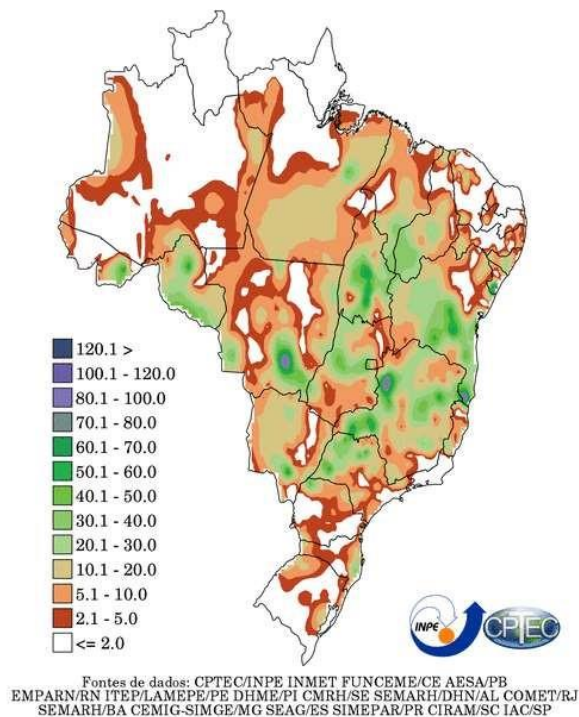 120.1 >
100.1 - 120.0
80.1 - 100.0
70.1 - 80.0
60.1 - 70.0
50.1 - 60.0
40.1 - 50.0
30.1 - 40.0
20.1 - 30.0
10.1 - 20.0
5.1 - 10.0
2.1 - 5.0
<= 2.0
INPE
CPTEC
Fontes de dados: CPTEC/INPE INMET FUNCEME/CE AESA/PB
EMPARN/RN ITEP/LAMEPE/PE DHME/PI CMRH/SE SEMARH/DHN/AL COMET/RJ
SEMARH/BA CEMIG-SIMGE/MG SEAG/ES SIMEPAR/PR CIRAM/SC IAC/SP